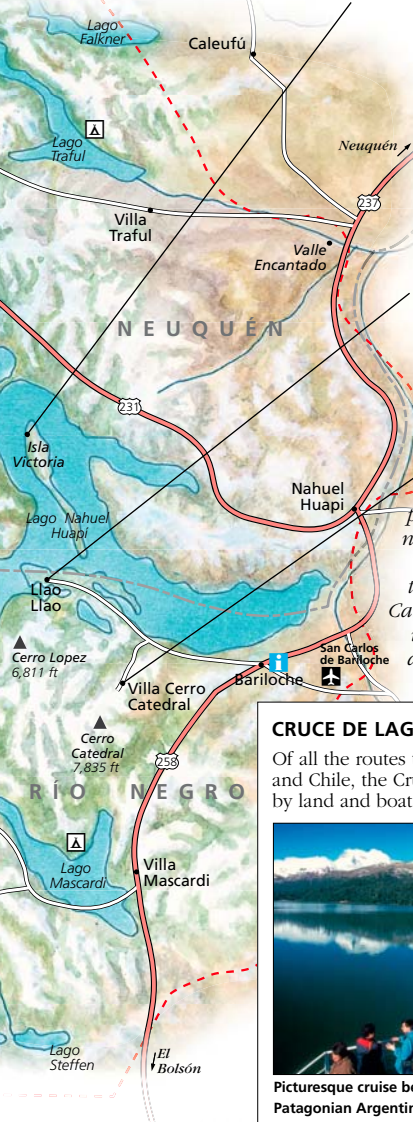 Lago
Falkner
Caleufú
Lago
Traful
Neuquén
237
Villa
Traful
Valle
Encantado
NEUQUÉN
231
Isla
Victoria
Nahuel
Huapi
Lago Nahuel
Huapi
Llao
Llao
Cerro Lopez
6,811 ft
San Carlos
de Bariloche
Bariloche
Villa Cerro
Catedral
Cerro
Catedral
7,835 ft
258
RÍO NEGRO
Lago
Mascardi
Villa
Mascardi
Lago
Steffen
El
Bolsón
CRUCE DE LAG
Of all the routes
and Chile, the Cru
by land and boat
Picturesque cruise be
Patagonian Argentin